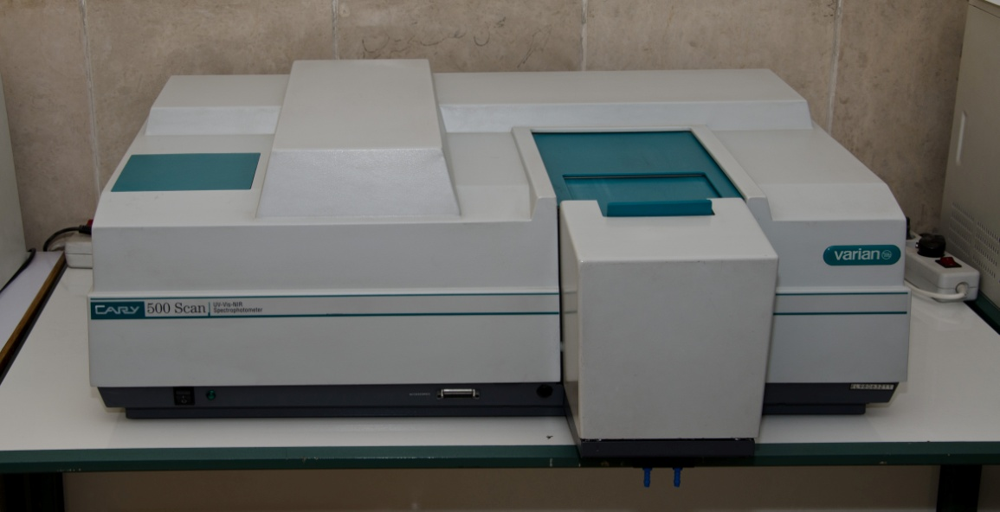 varian
CARY 500 Scan
UV-Vis-NIR
Spectrophotometer